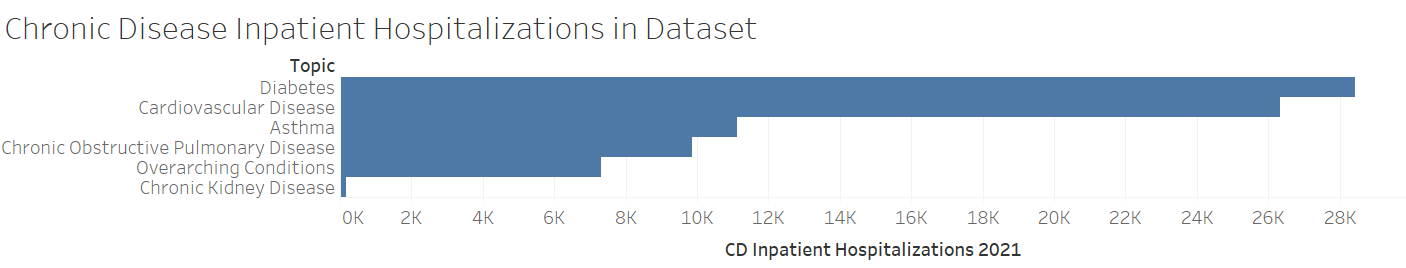 Chronic Disease Inpatient Hospitalizations in Dataset
Topic
Diabetes
Cardiovascular Disease
Asthma
Chronic Obstructive Pulmonary Disease
Overarching Conditions
Chronic Kidney Disease
0K 2K 4K 6K 8K 10K 12K 14K 16K 18K 20K 22K 24K 26K 28K
CD Inpatient Hospitalizations 2021